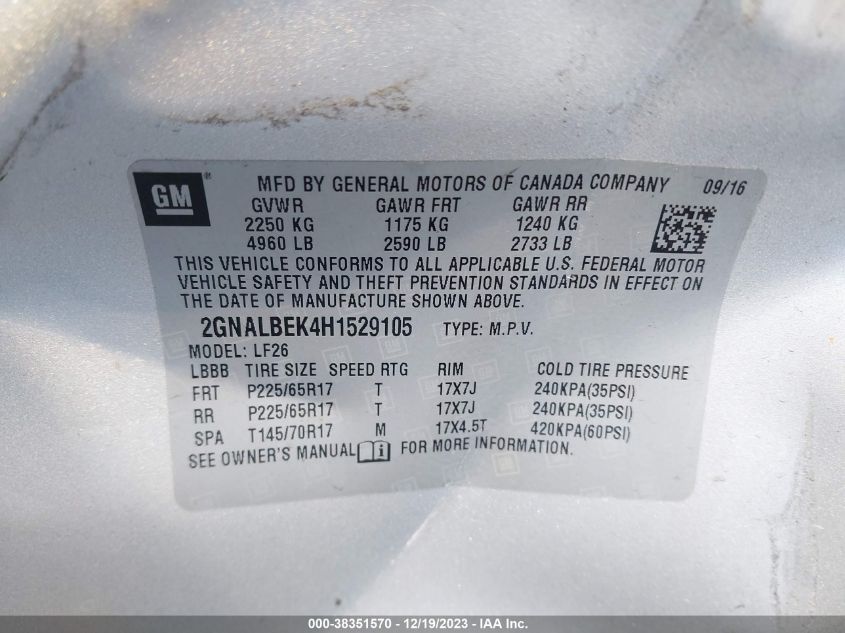 GM ® MFD BY GENERAL MOTORS OF CANADA COMPANY 09/16
GVWR GAWR FRT GAWR RR
2250 KG 1175 KG 1240 KG
4960 LB 2590 LB 2733 LB
THIS VEHICLE CONFORMS TO ALL APPLICABLE U.S. FEDERAL MOTOR
VEHICLE SAFETY AND THEFT PREVENTION STANDARDS IN EFFECT ON
THE DATE OF MANUFACTURE SHOWN ABOVE.
2GNALBEK4H1529105 TYPE: M.P.V.
MODEL: LF26
LBBB TIRE SIZE SPEED RTG RIM COLD TIRE PRESSURE
FRT P225/65R17 T 17X7J 240KPA(35PSI)
RR P225/65R17 T 17X7J 240KPA(35PSI)
SPA T145/70R17 M 17X4.5T 420KPA(60PSI)
SEE OWNER'S MANUAL i FOR MORE INFORMATION.
000-38351570 - 12/19/2023 - IAA Inc.